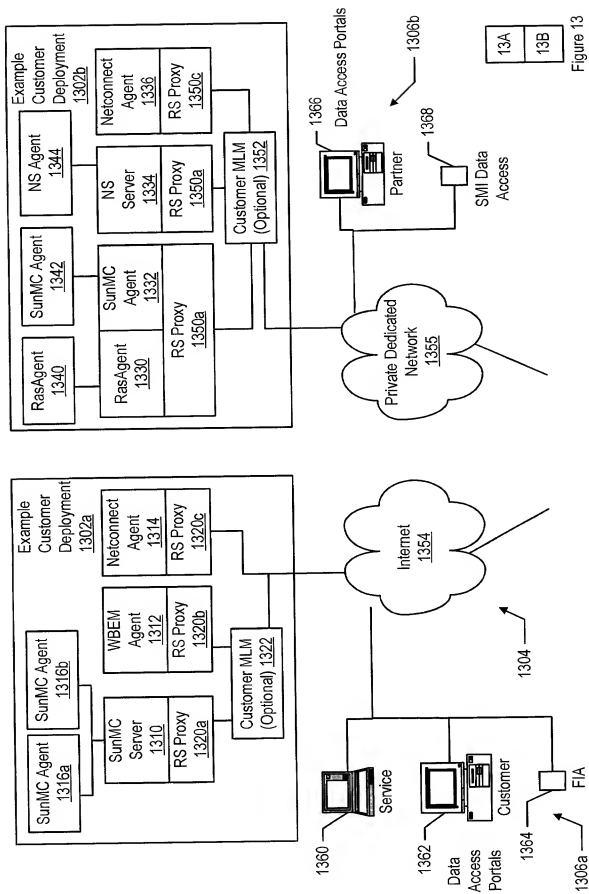 Example
Customer
Deployment
1302a
SunMC Agent
1316a
SunMC Agent
1316b
SunMC
Server
1310
RS Proxy
1320a
WBEM
Agent
1312
RS Proxy
1320b
Netconnect
Agent
1314
RS Proxy
1320c
Customer MLM
(Optional) 1322
Internet
1354
1304
1360
Service
1362
Customer
Data
Access
Portals
1364
FIA
1306a
Example
Customer
Deployment
1302b
RasAgent
1340
SunMC Agent
1342
NS Agent
1344
RasAgent
1330
SunMC Agent
1332
RS Proxy
1350a
NS
Server
1334
RS Proxy
1350a
Netconnect
Agent
1336
RS Proxy
1350c
Customer MLM
(Optional) 1352
Private Dedicated
Network
1355
Data Access Portals
1306b
1366
Partner
1368
SMI Data
Access
13A
13B
Figure 13